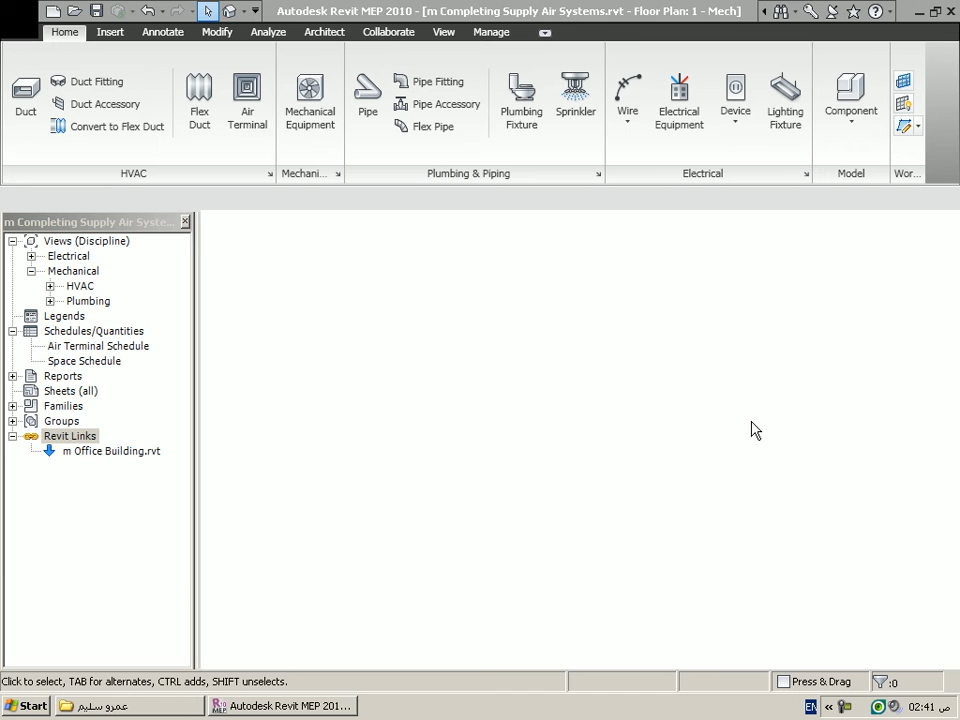 Autodesk Revit MEP 2010 - [m Completing Supply Air Systems.rvt - Floor Plan: 1 - Mech]
Home Insert Annotate Modify Analyze Architect Collaborate View Manage
Duct
Duct Fitting
Duct Accessory
Convert to Flex Duct
Flex
Duct
Air
Terminal
Mechanical
Equipment
Pipe
Pipe Fitting
Pipe Accessory
Flex Pipe
Plumbing
Fixture
Sprinkler
Wire
Electrical
Equipment
Device
Lighting
Fixture
Component
HVAC Mechani... Plumbing & Piping Electrical Model Wor...
m Completing Supply Air Syste...
Views (Discipline)
Electrical
Mechanical
HVAC
Plumbing
Legends
Schedules/Quantities
Air Terminal Schedule
Space Schedule
Reports
Sheets (all)
Families
Groups
Revit Links
m Office Building.rvt
Click to select, TAB for alternates, CTRL adds, SHIFT unselects. Press & Drag :0
Start عمرو سليم Autodesk Revit MEP 201... EN « 02:41 ص